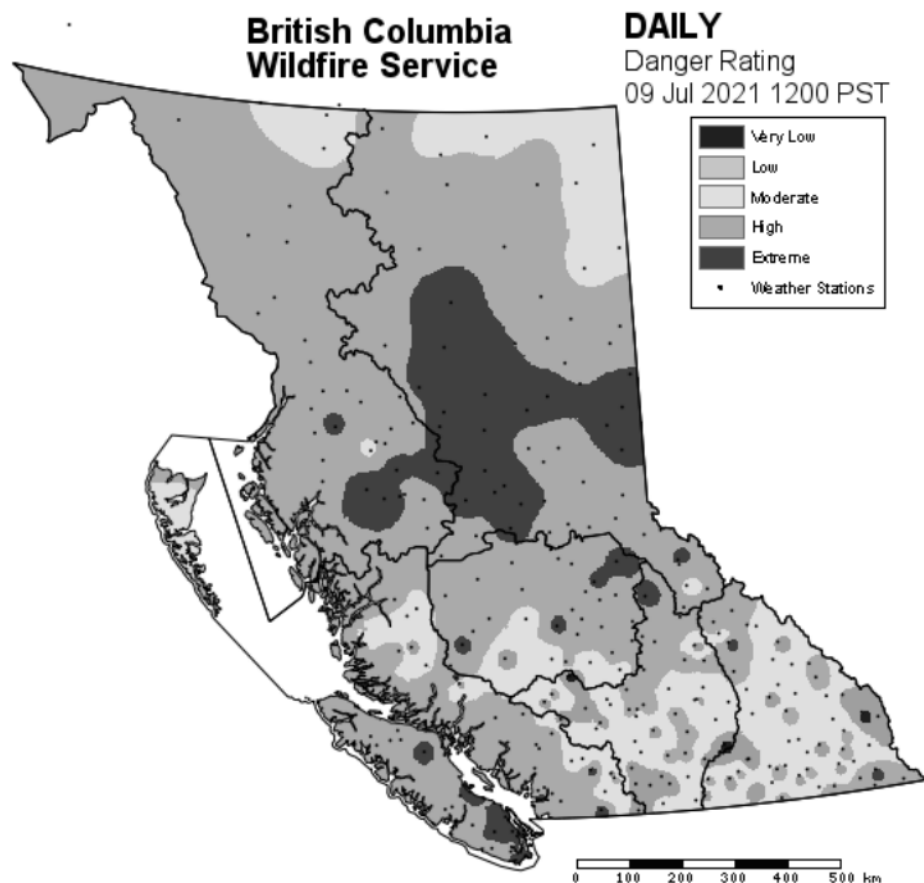 British Columbia
Wildfire Service
DAILY
Danger Rating
09 Jul 2021 1200 PST
Very Low
Low
Moderate
High
Extreme
Weather Stations
0 100 200 300 400 500 km